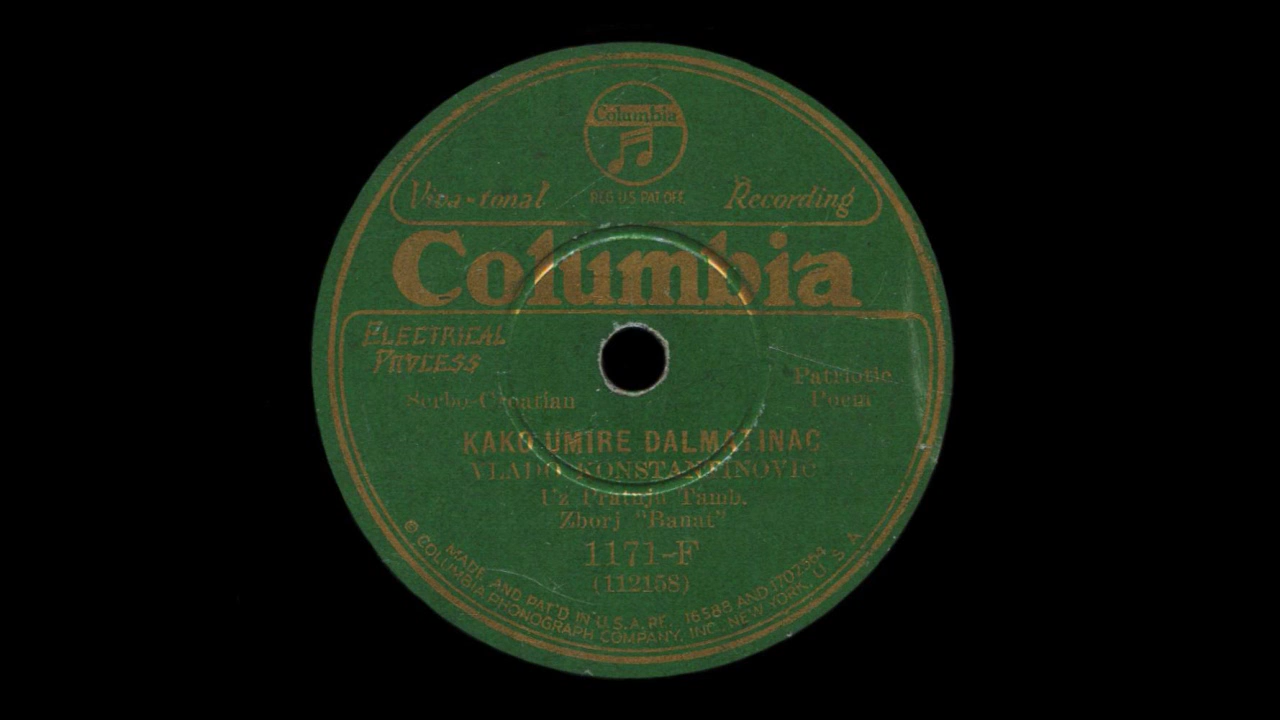 Columbia
Viva-tonal Recording
REG. U.S. PAT. OFF.
Columbia
ELECTRICAL
PROCESS
Patriotic
Serbo-Croatian
Poem
KAKO UMIRE DALMATINAC
VLADO KONSTANTINOVIC
Uz Pratnju Tamb.
Zborj "Banat"
1171-F
(112158)
MADE AND PAT'D IN U.S.A. RE. 16588 AND 1702564
© COLUMBIA PHONOGRAPH COMPANY, INC. NEW YORK, U.S.A